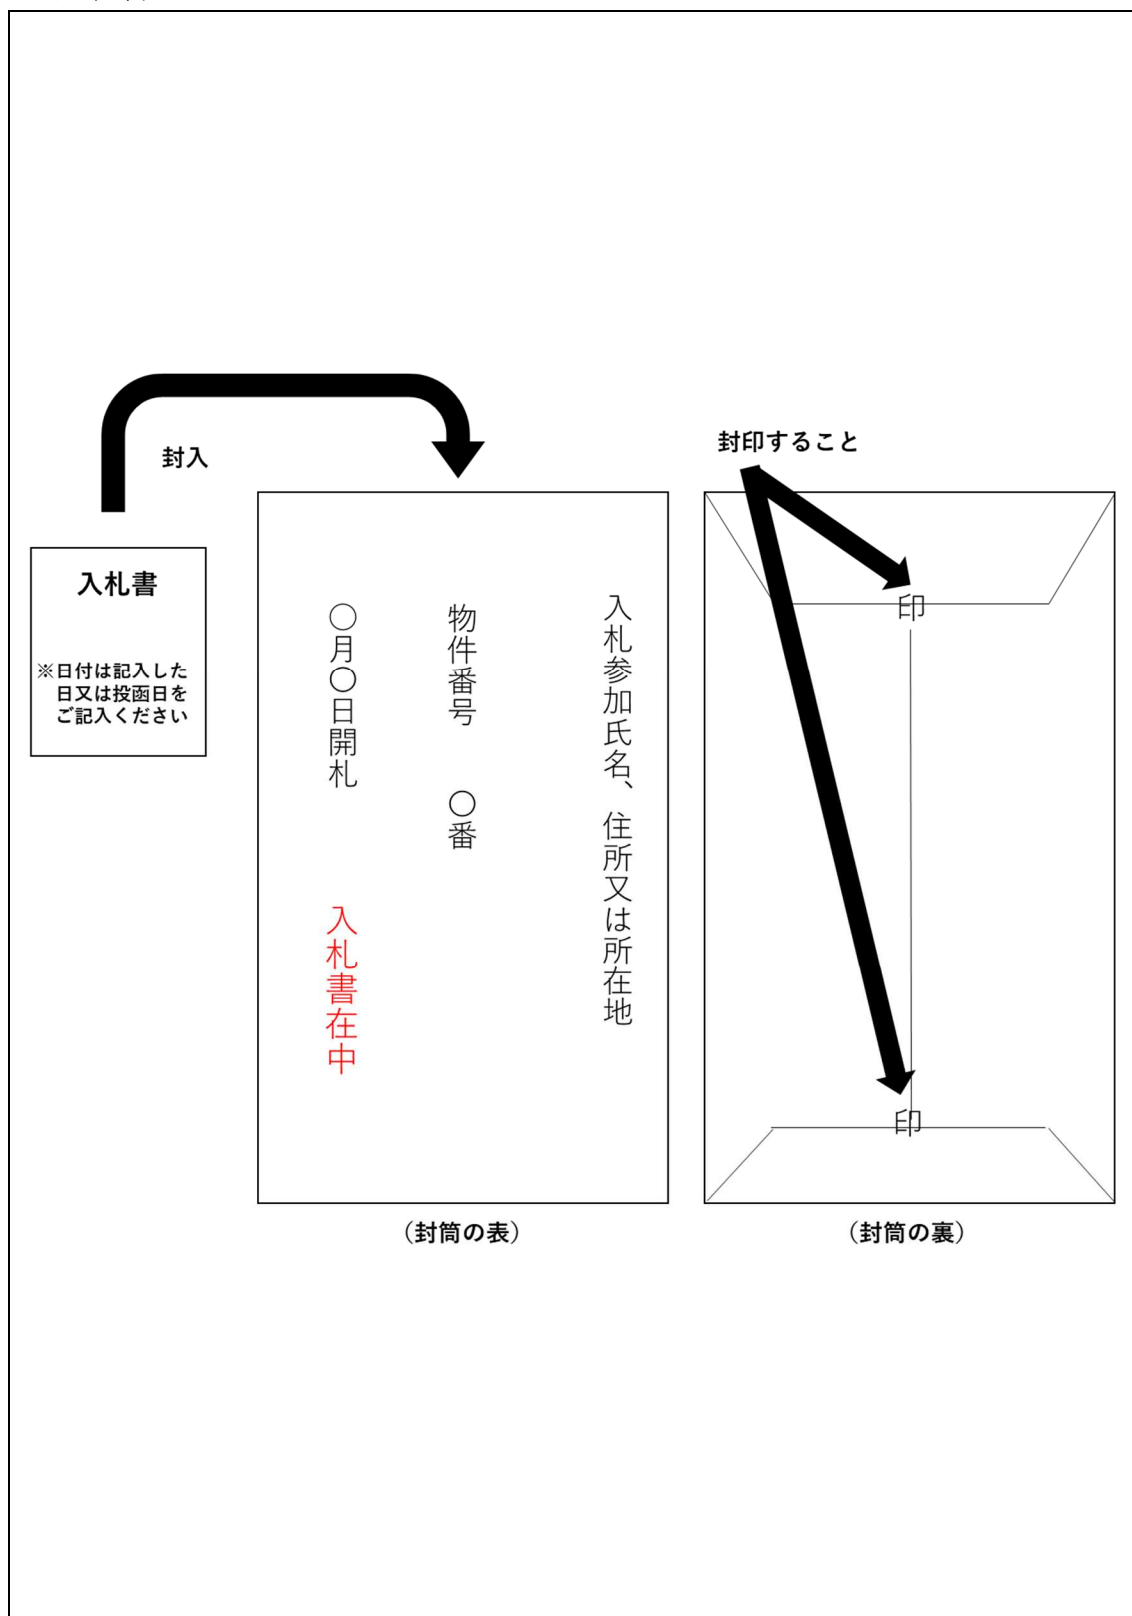 封入
入札書
※日付は記入した
日又は投函日を
ご記入ください
入札参加氏名、住所又は所在地
物件番号　　〇番
〇月〇日開札
入札書在中
（封筒の表）
封印すること
印
印
（封筒の裏）